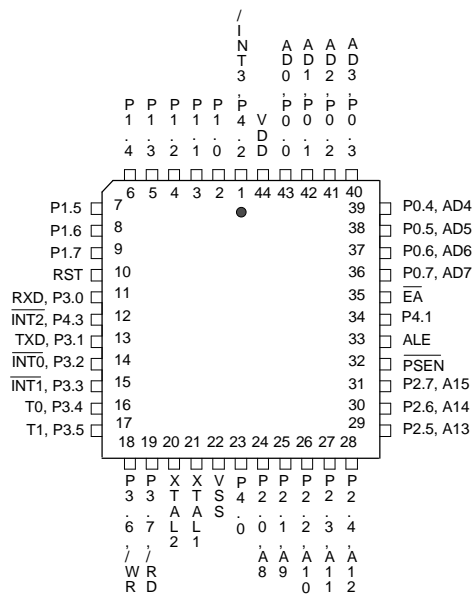 /INT3,P4.2
AD0,P0.0
AD1,P0.1
AD2,P0.2
AD3,P0.3
P1.4
P1.3
P1.2
P1.1
P1.0
VDD
6 5 4 3 2 1 44 43 42 41 40
P1.5 7
P1.6 8
P1.7 9
RST 10
RXD, P3.0 11
INT2, P4.3 12
TXD, P3.1 13
INT0, P3.2 14
INT1, P3.3 15
T0, P3.4 16
T1, P3.5 17
39 P0.4, AD4
38 P0.5, AD5
37 P0.6, AD6
36 P0.7, AD7
35 EA
34 P4.1
33 ALE
32 PSEN
31 P2.7, A15
30 P2.6, A14
29 P2.5, A13
18 19 20 21 22 23 24 25 26 27 28
P3.6,/WR
P3.7,/RD
XTAL2
XTAL1
VSS
P4.0
P2.0,A8
P2.1,A9
P2.2,A10
P2.3,A11
P2.4,A12